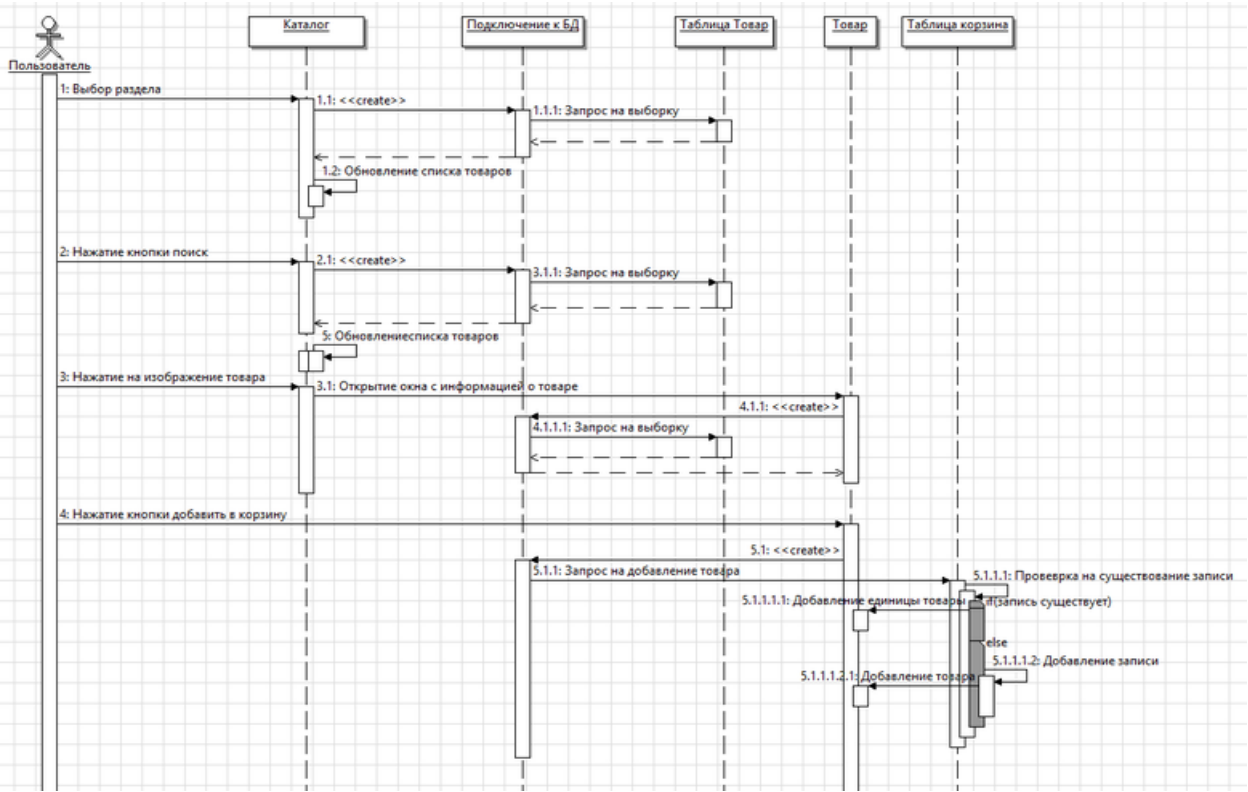 Каталог
Подключение к БД
Таблица Товар
Товар
Таблица корзина
Пользователь
1: Выбор раздела
1.1: <<create>>
1.1.1: Запрос на выборку
1.2: Обновление списка товаров
2: Нажатие кнопки поиск
2.1: <<create>>
3.1.1: Запрос на выборку
5: Обновлениесписка товаров
3: Нажатие на изображение товара
3.1: Открытие окна с информацией о товаре
4.1.1: <<create>>
4.1.1.1: Запрос на выборку
4: Нажатие кнопки добавить в корзину
5.1: <<create>>
5.1.1: Запрос на добавление товара
5.1.1.1: Провеврка на существование записи
5.1.1.1.1: Добавление единицы товары
if(запись существует)
else
5.1.1.1.2: Добавление записи
5.1.1.1.2.1: Добавление товара